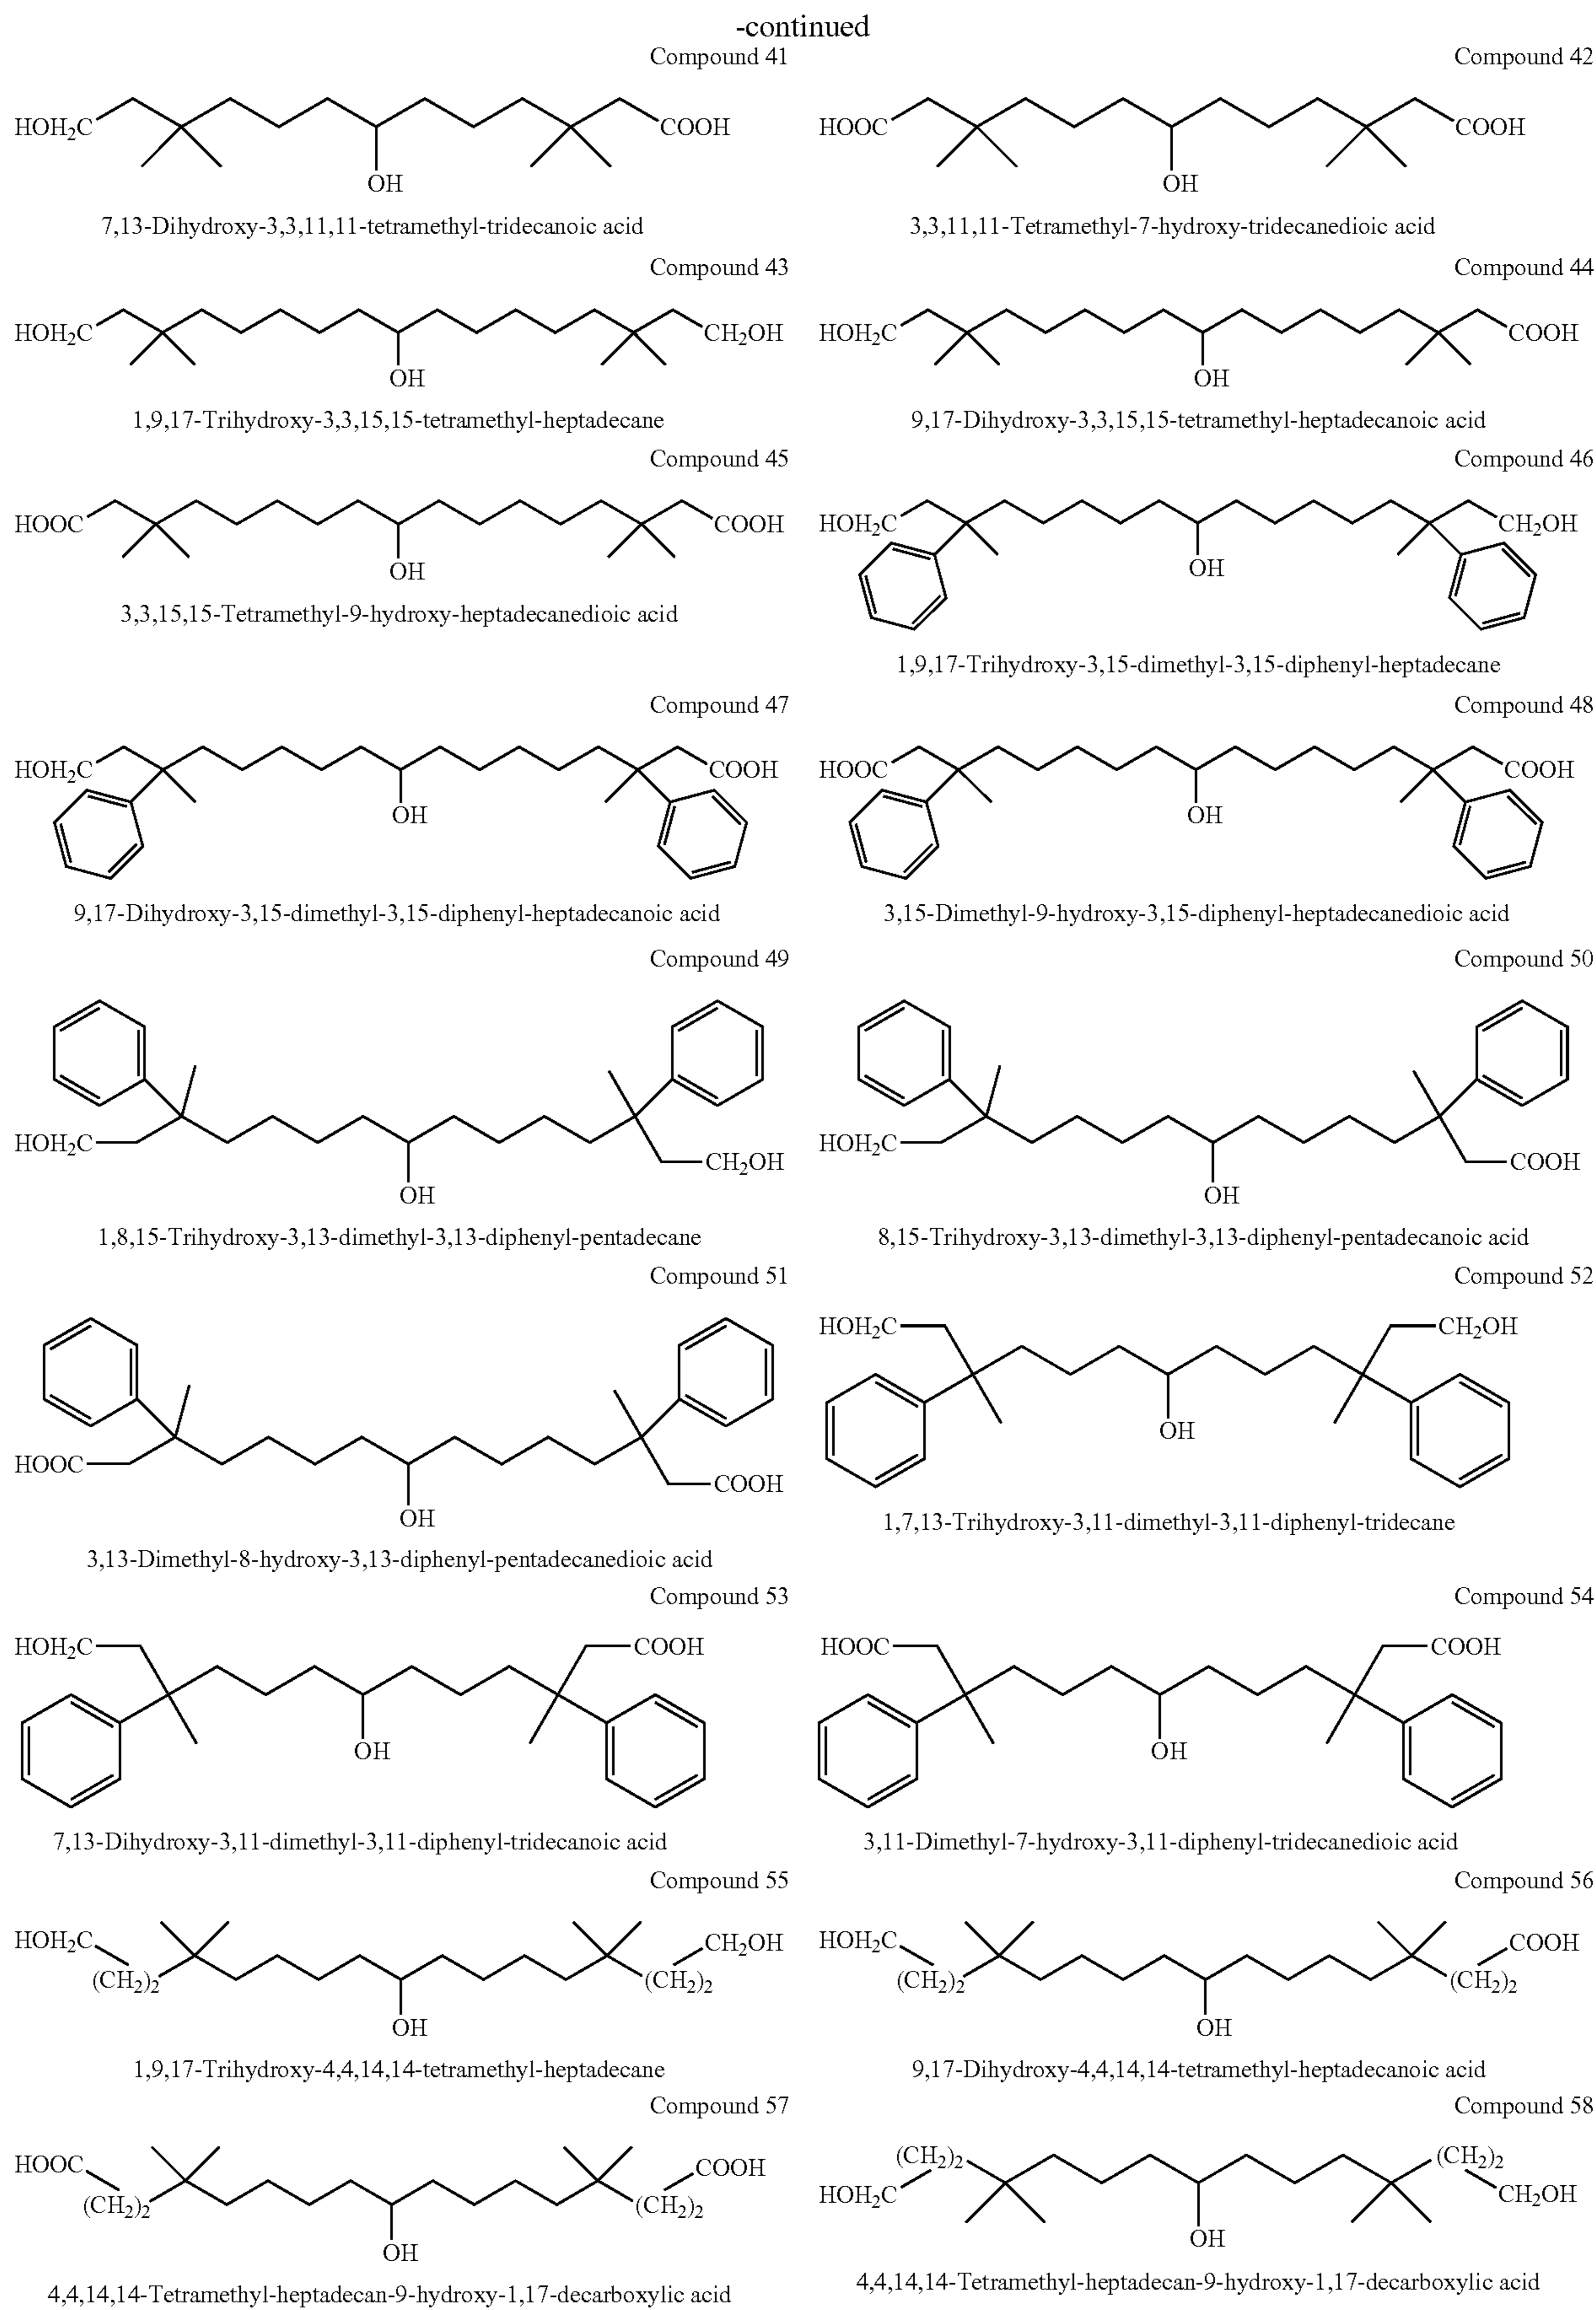 -continued
Compound 41
HOH₂C COOH
OH
7,13-Dihydroxy-3,3,11,11-tetramethyl-tridecanoic acid
Compound 42
HOOC COOH
OH
3,3,11,11-Tetramethyl-7-hydroxy-tridecanedioic acid
Compound 43
HOH₂C CH₂OH
OH
1,9,17-Trihydroxy-3,3,15,15-tetramethyl-heptadecane
Compound 44
HOH₂C COOH
OH
9,17-Dihydroxy-3,3,15,15-tetramethyl-heptadecanoic acid
Compound 45
HOOC COOH
OH
3,3,15,15-Tetramethyl-9-hydroxy-heptadecanedioic acid
Compound 46
HOH₂C CH₂OH
OH
1,9,17-Trihydroxy-3,15-dimethyl-3,15-diphenyl-heptadecane
Compound 47
HOH₂C COOH
OH
9,17-Dihydroxy-3,15-dimethyl-3,15-diphenyl-heptadecanoic acid
Compound 48
HOOC COOH
OH
3,15-Dimethyl-9-hydroxy-3,15-diphenyl-heptadecanedioic acid
Compound 49
HOH₂C
CH₂OH
OH
1,8,15-Trihydroxy-3,13-dimethyl-3,13-diphenyl-pentadecane
Compound 50
HOH₂C
COOH
OH
8,15-Trihydroxy-3,13-dimethyl-3,13-diphenyl-pentadecanoic acid
Compound 51
HOOC
COOH
OH
3,13-Dimethyl-8-hydroxy-3,13-diphenyl-pentadecanedioic acid
Compound 52
HOH₂C CH₂OH
OH
1,7,13-Trihydroxy-3,11-dimethyl-3,11-diphenyl-tridecane
Compound 53
HOH₂C COOH
OH
7,13-Dihydroxy-3,11-dimethyl-3,11-diphenyl-tridecanoic acid
Compound 54
HOOC COOH
OH
3,11-Dimethyl-7-hydroxy-3,11-diphenyl-tridecanedioic acid
Compound 55
HOH₂C CH₂OH
(CH₂)₂ (CH₂)₂
OH
1,9,17-Trihydroxy-4,4,14,14-tetramethyl-heptadecane
Compound 56
HOH₂C COOH
(CH₂)₂ (CH₂)₂
OH
9,17-Dihydroxy-4,4,14,14-tetramethyl-heptadecanoic acid
Compound 57
HOOC COOH
(CH₂)₂ (CH₂)₂
OH
4,4,14,14-Tetramethyl-heptadecan-9-hydroxy-1,17-decarboxylic acid
Compound 58
(CH₂)₂ (CH₂)₂
HOH₂C CH₂OH
OH
4,4,14,14-Tetramethyl-heptadecan-9-hydroxy-1,17-decarboxylic acid